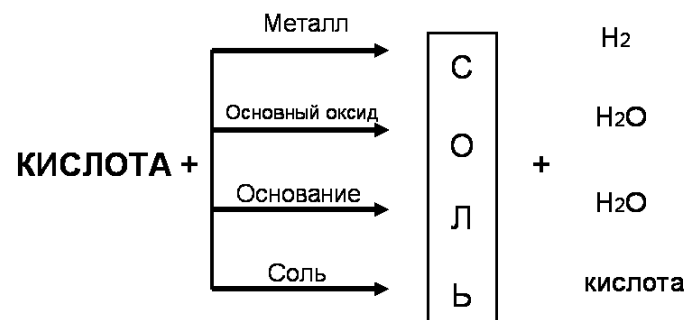 Металл
H2
С
Основный оксид
H2O
О
КИСЛОТА +
+
Основание
H2O
Л
Соль
кислота
Ь